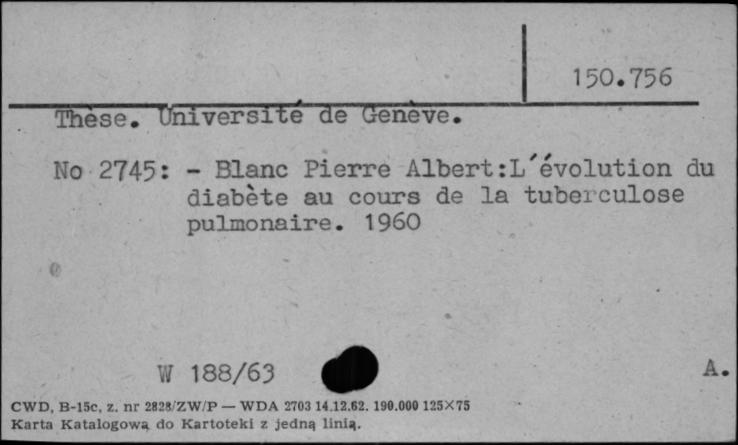 150.756
Thèse. Université de Genève.
No 2745: - Blanc Pierre Albert:L´évolution du
diabète au cours de la tuberculose
pulmonaire. 1960
W 188/63
A.
CWD, B-15c, z. nr 2828/ZW/P — WDA 2703 14.12.62. 190.000 125×75
Karta Katalogowa do Kartoteki z jedną linią.